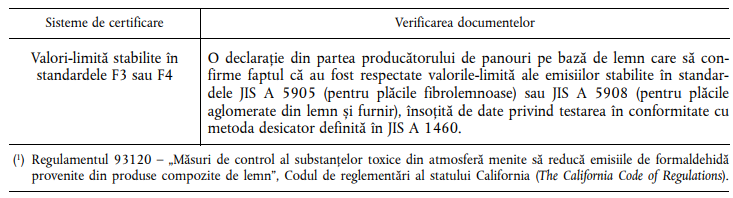 Sisteme de certificare
Verificarea documentelor
Valori-limită stabilite în
standardele F3 sau F4
O declarație din partea producătorului de panouri pe bază de lemn care să con-
firme faptul că au fost respectate valorile-limită ale emisiilor stabilite în standar-
dele JIS A 5905 (pentru plăcile fibrolemnoase) sau JIS A 5908 (pentru plăcile
aglomerate din lemn și furnir), însoțită de date privind testarea în conformitate cu
metoda desicator definită în JIS A 1460.
(¹) Regulamentul 93120 – „Măsuri de control al substanțelor toxice din atmosferă menite să reducă emisiile de formaldehidă
provenite din produse compozite de lemn”, Codul de reglementări al statului California (The California Code of Regulations).